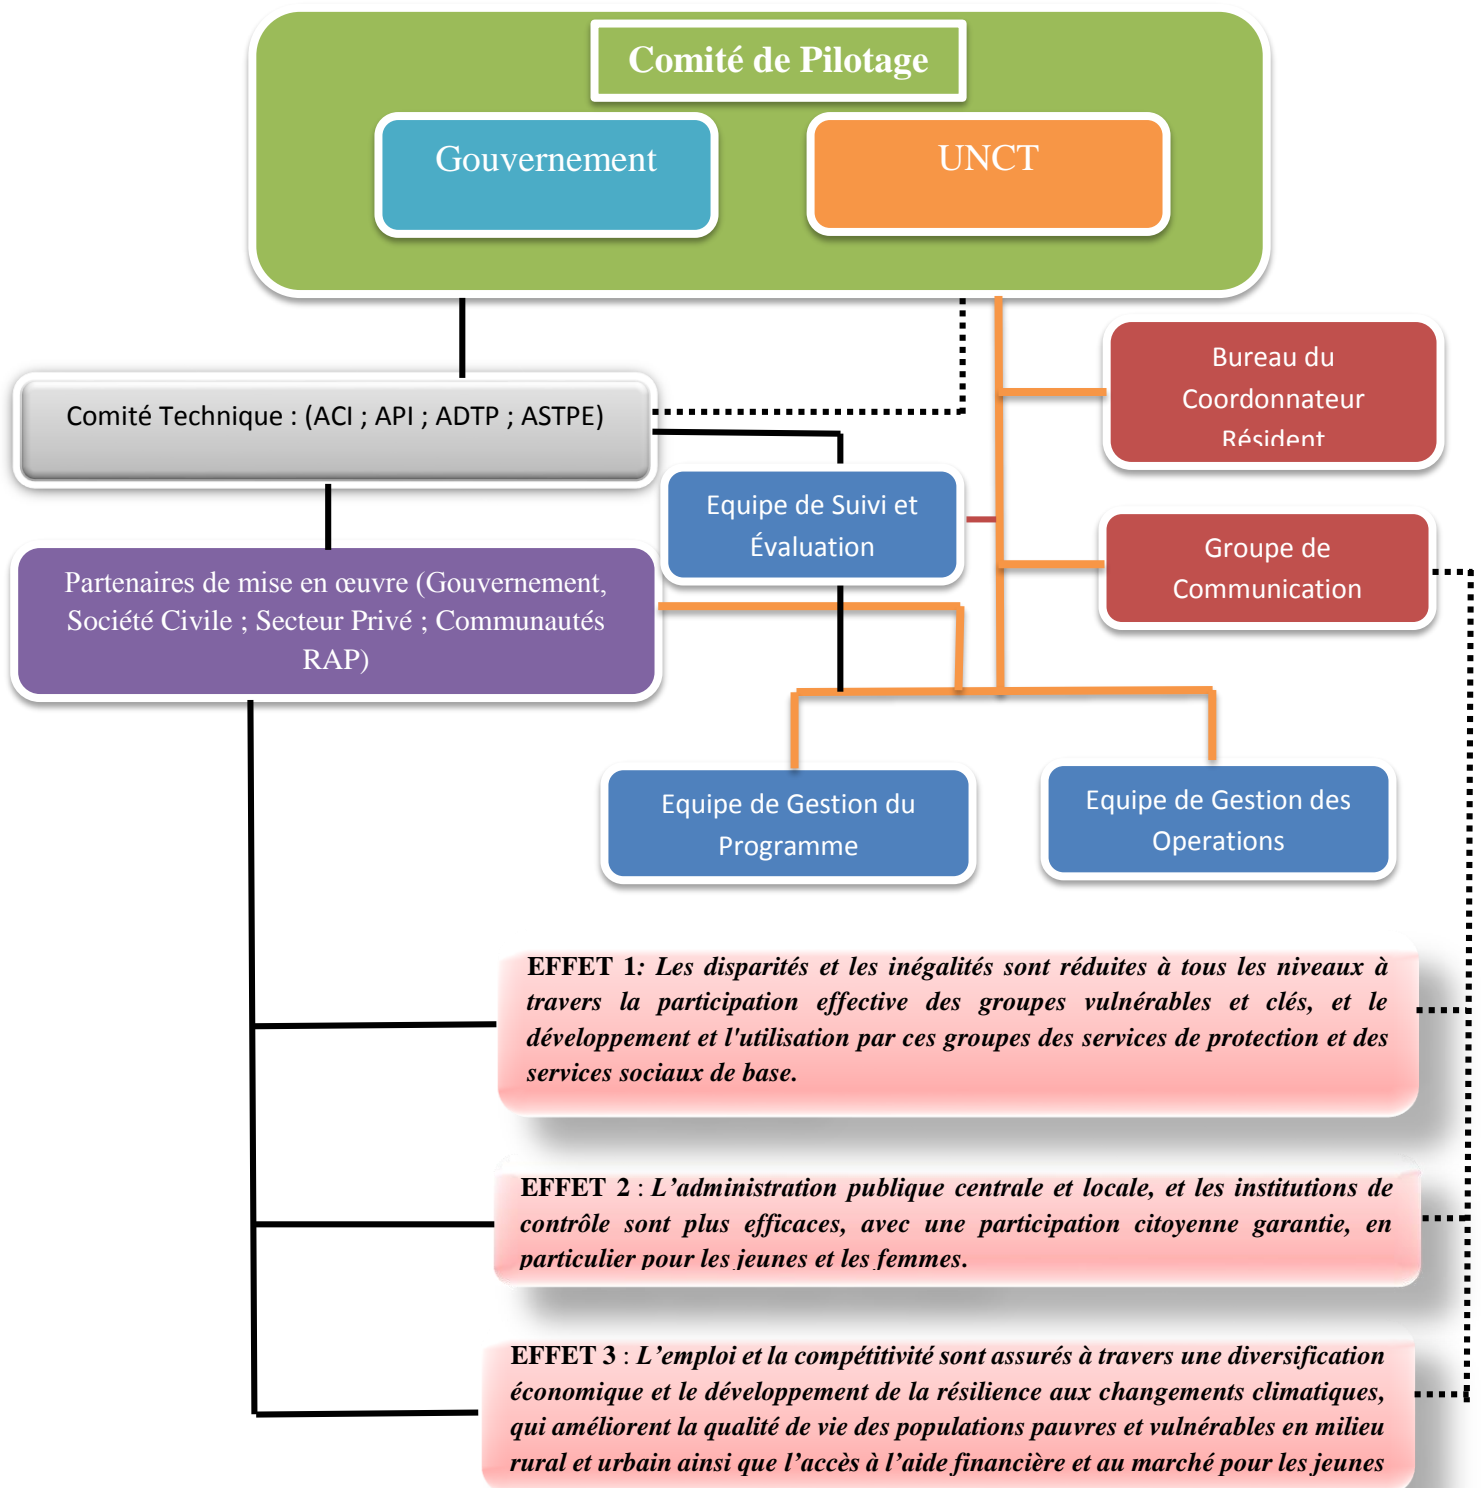 Comité de Pilotage
Gouvernement
UNCT
Bureau du
Coordonnateur
Résident
Comité Technique : (ACI ; API ; ADTP ; ASTPE)
Equipe de Suivi et
Évaluation
Groupe de
Communication
Partenaires de mise en œuvre (Gouvernement,
Société Civile ; Secteur Privé ; Communautés
RAP)
Equipe de Gestion du
Programme
Equipe de Gestion des
Operations
EFFET 1: Les disparités et les inégalités sont réduites à tous les niveaux à
travers la participation effective des groupes vulnérables et clés, et le
développement et l'utilisation par ces groupes des services de protection et des
services sociaux de base.
EFFET 2 : L’administration publique centrale et locale, et les institutions de
contrôle sont plus efficaces, avec une participation citoyenne garantie, en
particulier pour les jeunes et les femmes.
EFFET 3 : L’emploi et la compétitivité sont assurés à travers une diversification
économique et le développement de la résilience aux changements climatiques,
qui améliorent la qualité de vie des populations pauvres et vulnérables en milieu
rural et urbain ainsi que l’accès à l’aide financière et au marché pour les jeunes